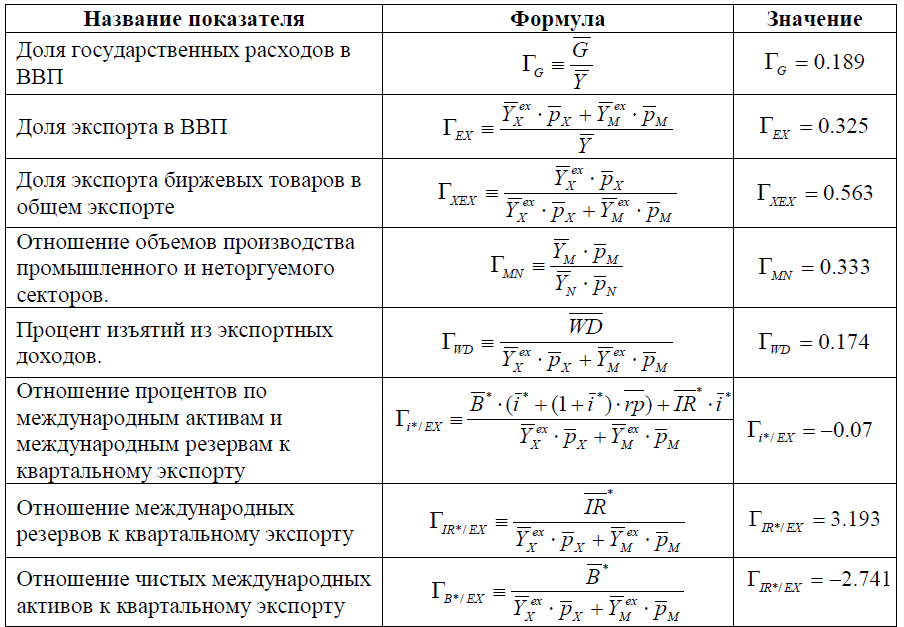 Название показателя | Формула | Значение
Доля государственных расходов в
ВВП | $\Gamma_G \equiv \frac{\overline{G}}{\overline{Y}}$ | $\Gamma_G = 0.189$
Доля экспорта в ВВП | $\Gamma_{EX} \equiv \frac{\overline{Y}_X^{ex} \cdot \overline{p}_X + \overline{Y}_M^{ex} \cdot \overline{p}_M}{\overline{Y}}$ | $\Gamma_{EX} = 0.325$
Доля экспорта биржевых товаров в
общем экспорте | $\Gamma_{XEX} \equiv \frac{\overline{Y}_X^{ex} \cdot \overline{p}_X}{\overline{Y}_X^{ex} \cdot \overline{p}_X + \overline{Y}_M^{ex} \cdot \overline{p}_M}$ | $\Gamma_{XEX} = 0.563$
Отношение объемов производства
промышленного и неторгуемого
секторов. | $\Gamma_{MN} \equiv \frac{\overline{Y}_M \cdot \overline{p}_M}{\overline{Y}_N \cdot \overline{p}_N}$ | $\Gamma_{MN} = 0.333$
Процент изъятий из экспортных
доходов. | $\Gamma_{WD} \equiv \frac{\overline{WD}}{\overline{Y}_X^{ex} \cdot \overline{p}_X + \overline{Y}_M^{ex} \cdot \overline{p}_M}$ | $\Gamma_{WD} = 0.174$
Отношение процентов по
международным активам и
международным резервам к
квартальному экспорту | $\Gamma_{i*/EX} \equiv \frac{\overline{B}^* \cdot (\overline{i}^* + (1 + \overline{i}^*) \cdot \overline{rp}) + \overline{IR}^* \cdot \overline{i}^*}{\overline{Y}_X^{ex} \cdot \overline{p}_X + \overline{Y}_M^{ex} \cdot \overline{p}_M}$ | $\Gamma_{i*/EX} = -0.07$
Отношение международных
резервов к квартальному экспорту | $\Gamma_{IR*/EX} \equiv \frac{\overline{IR}^*}{\overline{Y}_X^{ex} \cdot \overline{p}_X + \overline{Y}_M^{ex} \cdot \overline{p}_M}$ | $\Gamma_{IR*/EX} = 3.193$
Отношение чистых международных
активов к квартальному экспорту | $\Gamma_{B*/EX} \equiv \frac{\overline{B}^*}{\overline{Y}_X^{ex} \cdot \overline{p}_X + \overline{Y}_M^{ex} \cdot \overline{p}_M}$ | $\Gamma_{IR*/EX} = -2.741$